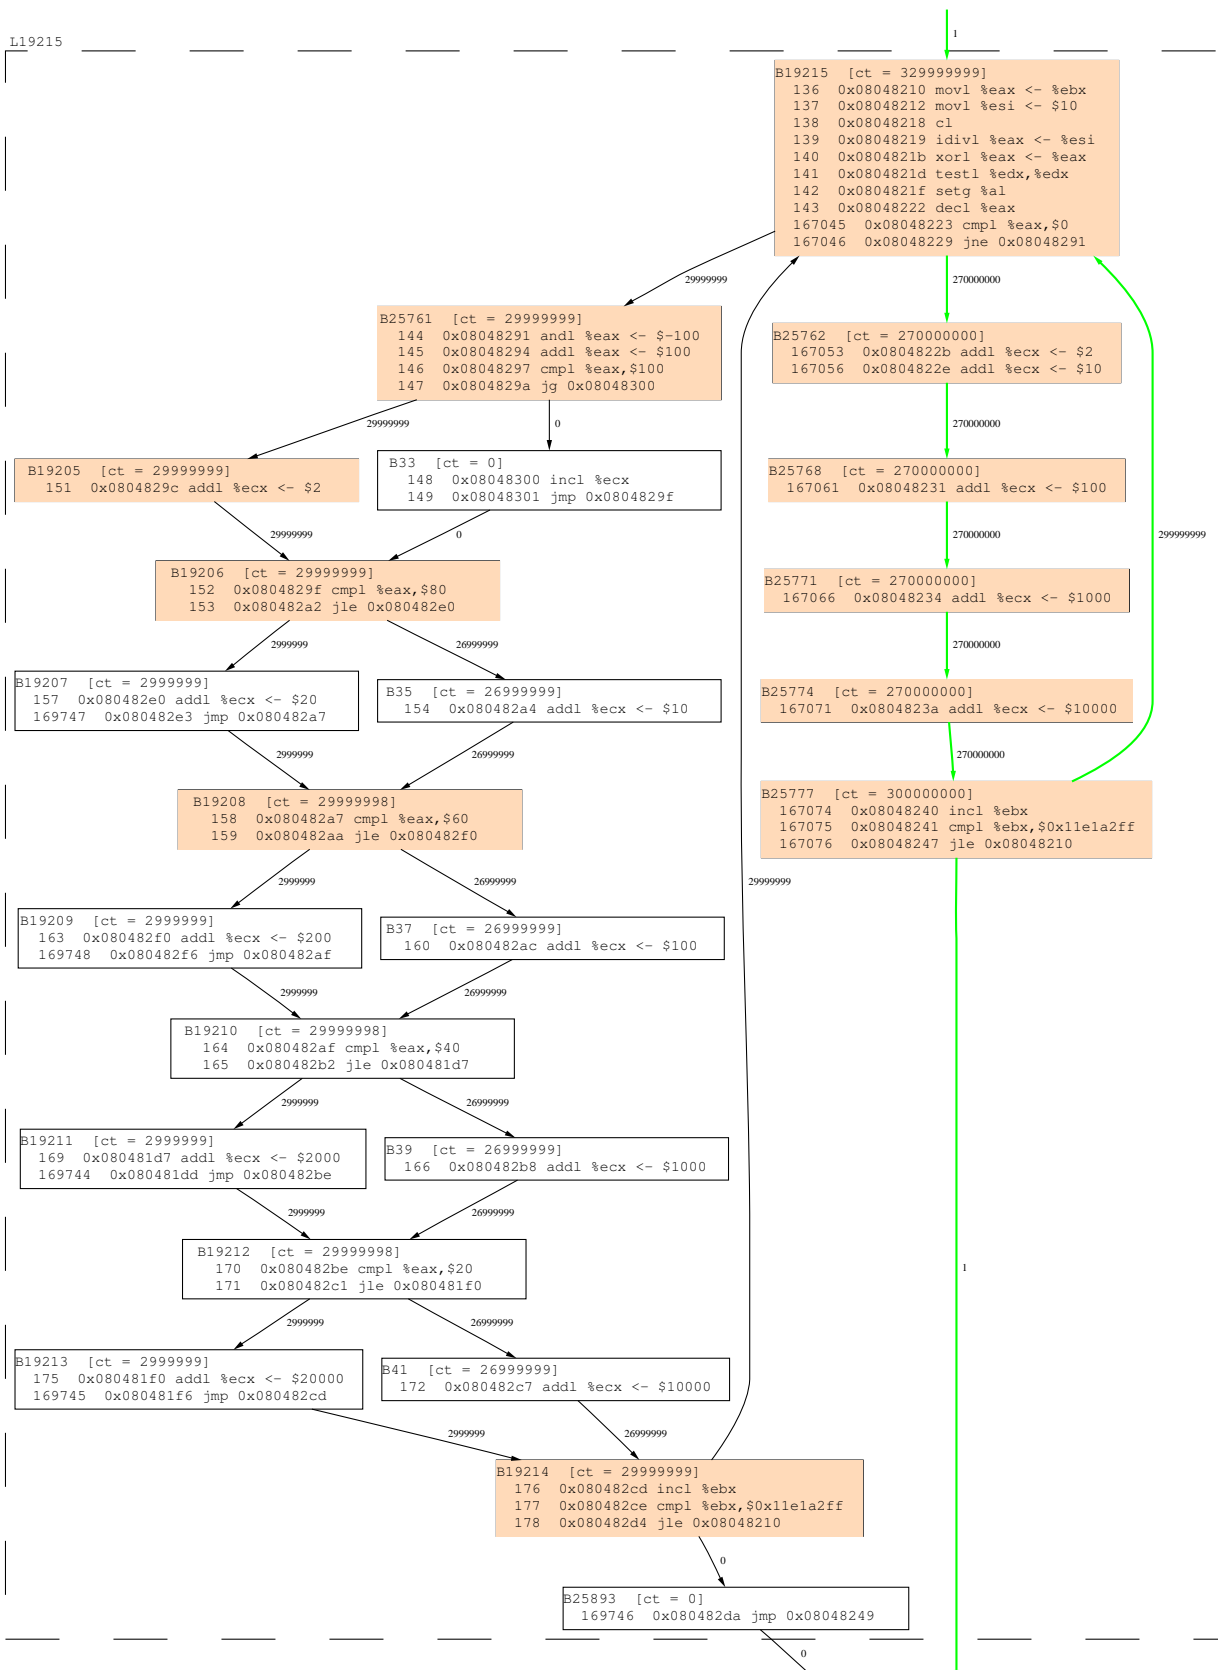 L19215
1
B19215  [ct = 329999999]
136  0x08048210 movl %eax <- %ebx
137  0x08048212 movl %esi <- $10
138  0x08048218 cl
139  0x08048219 idivl %eax <- %esi
140  0x0804821b xorl %eax <- %eax
141  0x0804821d testl %edx,%edx
142  0x0804821f setg %al
143  0x08048222 decl %eax
167045  0x08048223 cmpl %eax,$0
167046  0x08048229 jne 0x08048291
29999999
270000000
B25761  [ct = 29999999]
144  0x08048291 andl %eax <- $-100
145  0x08048294 addl %eax <- $100
146  0x08048297 cmpl %eax,$100
147  0x0804829a jg 0x08048300
B25762  [ct = 270000000]
167053  0x0804822b addl %ecx <- $2
167056  0x0804822e addl %ecx <- $10
29999999
0
270000000
B19205  [ct = 29999999]
151  0x0804829c addl %ecx <- $2
B33  [ct = 0]
148  0x08048300 incl %ecx
149  0x08048301 jmp 0x0804829f
B25768  [ct = 270000000]
167061  0x08048231 addl %ecx <- $100
29999999
0
270000000
299999999
B19206  [ct = 29999999]
152  0x0804829f cmpl %eax,$80
153  0x080482a2 jle 0x080482e0
B25771  [ct = 270000000]
167066  0x08048234 addl %ecx <- $1000
2999999
26999999
270000000
B19207  [ct = 2999999]
157  0x080482e0 addl %ecx <- $20
169747  0x080482e3 jmp 0x080482a7
B35  [ct = 26999999]
154  0x080482a4 addl %ecx <- $10
B25774  [ct = 270000000]
167071  0x0804823a addl %ecx <- $10000
2999999
26999999
270000000
B19208  [ct = 29999998]
158  0x080482a7 cmpl %eax,$60
159  0x080482aa jle 0x080482f0
B25777  [ct = 300000000]
167074  0x08048240 incl %ebx
167075  0x08048241 cmpl %ebx,$0x11e1a2ff
167076  0x08048247 jle 0x08048210
2999999
26999999
29999999
B19209  [ct = 2999999]
163  0x080482f0 addl %ecx <- $200
169748  0x080482f6 jmp 0x080482af
B37  [ct = 26999999]
160  0x080482ac addl %ecx <- $100
2999999
26999999
B19210  [ct = 29999998]
164  0x080482af cmpl %eax,$40
165  0x080482b2 jle 0x080481d7
2999999
26999999
B19211  [ct = 2999999]
169  0x080481d7 addl %ecx <- $2000
169744  0x080481dd jmp 0x080482be
B39  [ct = 26999999]
166  0x080482b8 addl %ecx <- $1000
2999999
26999999
B19212  [ct = 29999998]
170  0x080482be cmpl %eax,$20
171  0x080482c1 jle 0x080481f0
1
2999999
26999999
B19213  [ct = 2999999]
175  0x080481f0 addl %ecx <- $20000
169745  0x080481f6 jmp 0x080482cd
B41  [ct = 26999999]
172  0x080482c7 addl %ecx <- $10000
2999999
26999999
B19214  [ct = 29999999]
176  0x080482cd incl %ebx
177  0x080482ce cmpl %ebx,$0x11e1a2ff
178  0x080482d4 jle 0x08048210
0
B25893  [ct = 0]
169746  0x080482da jmp 0x08048249
0